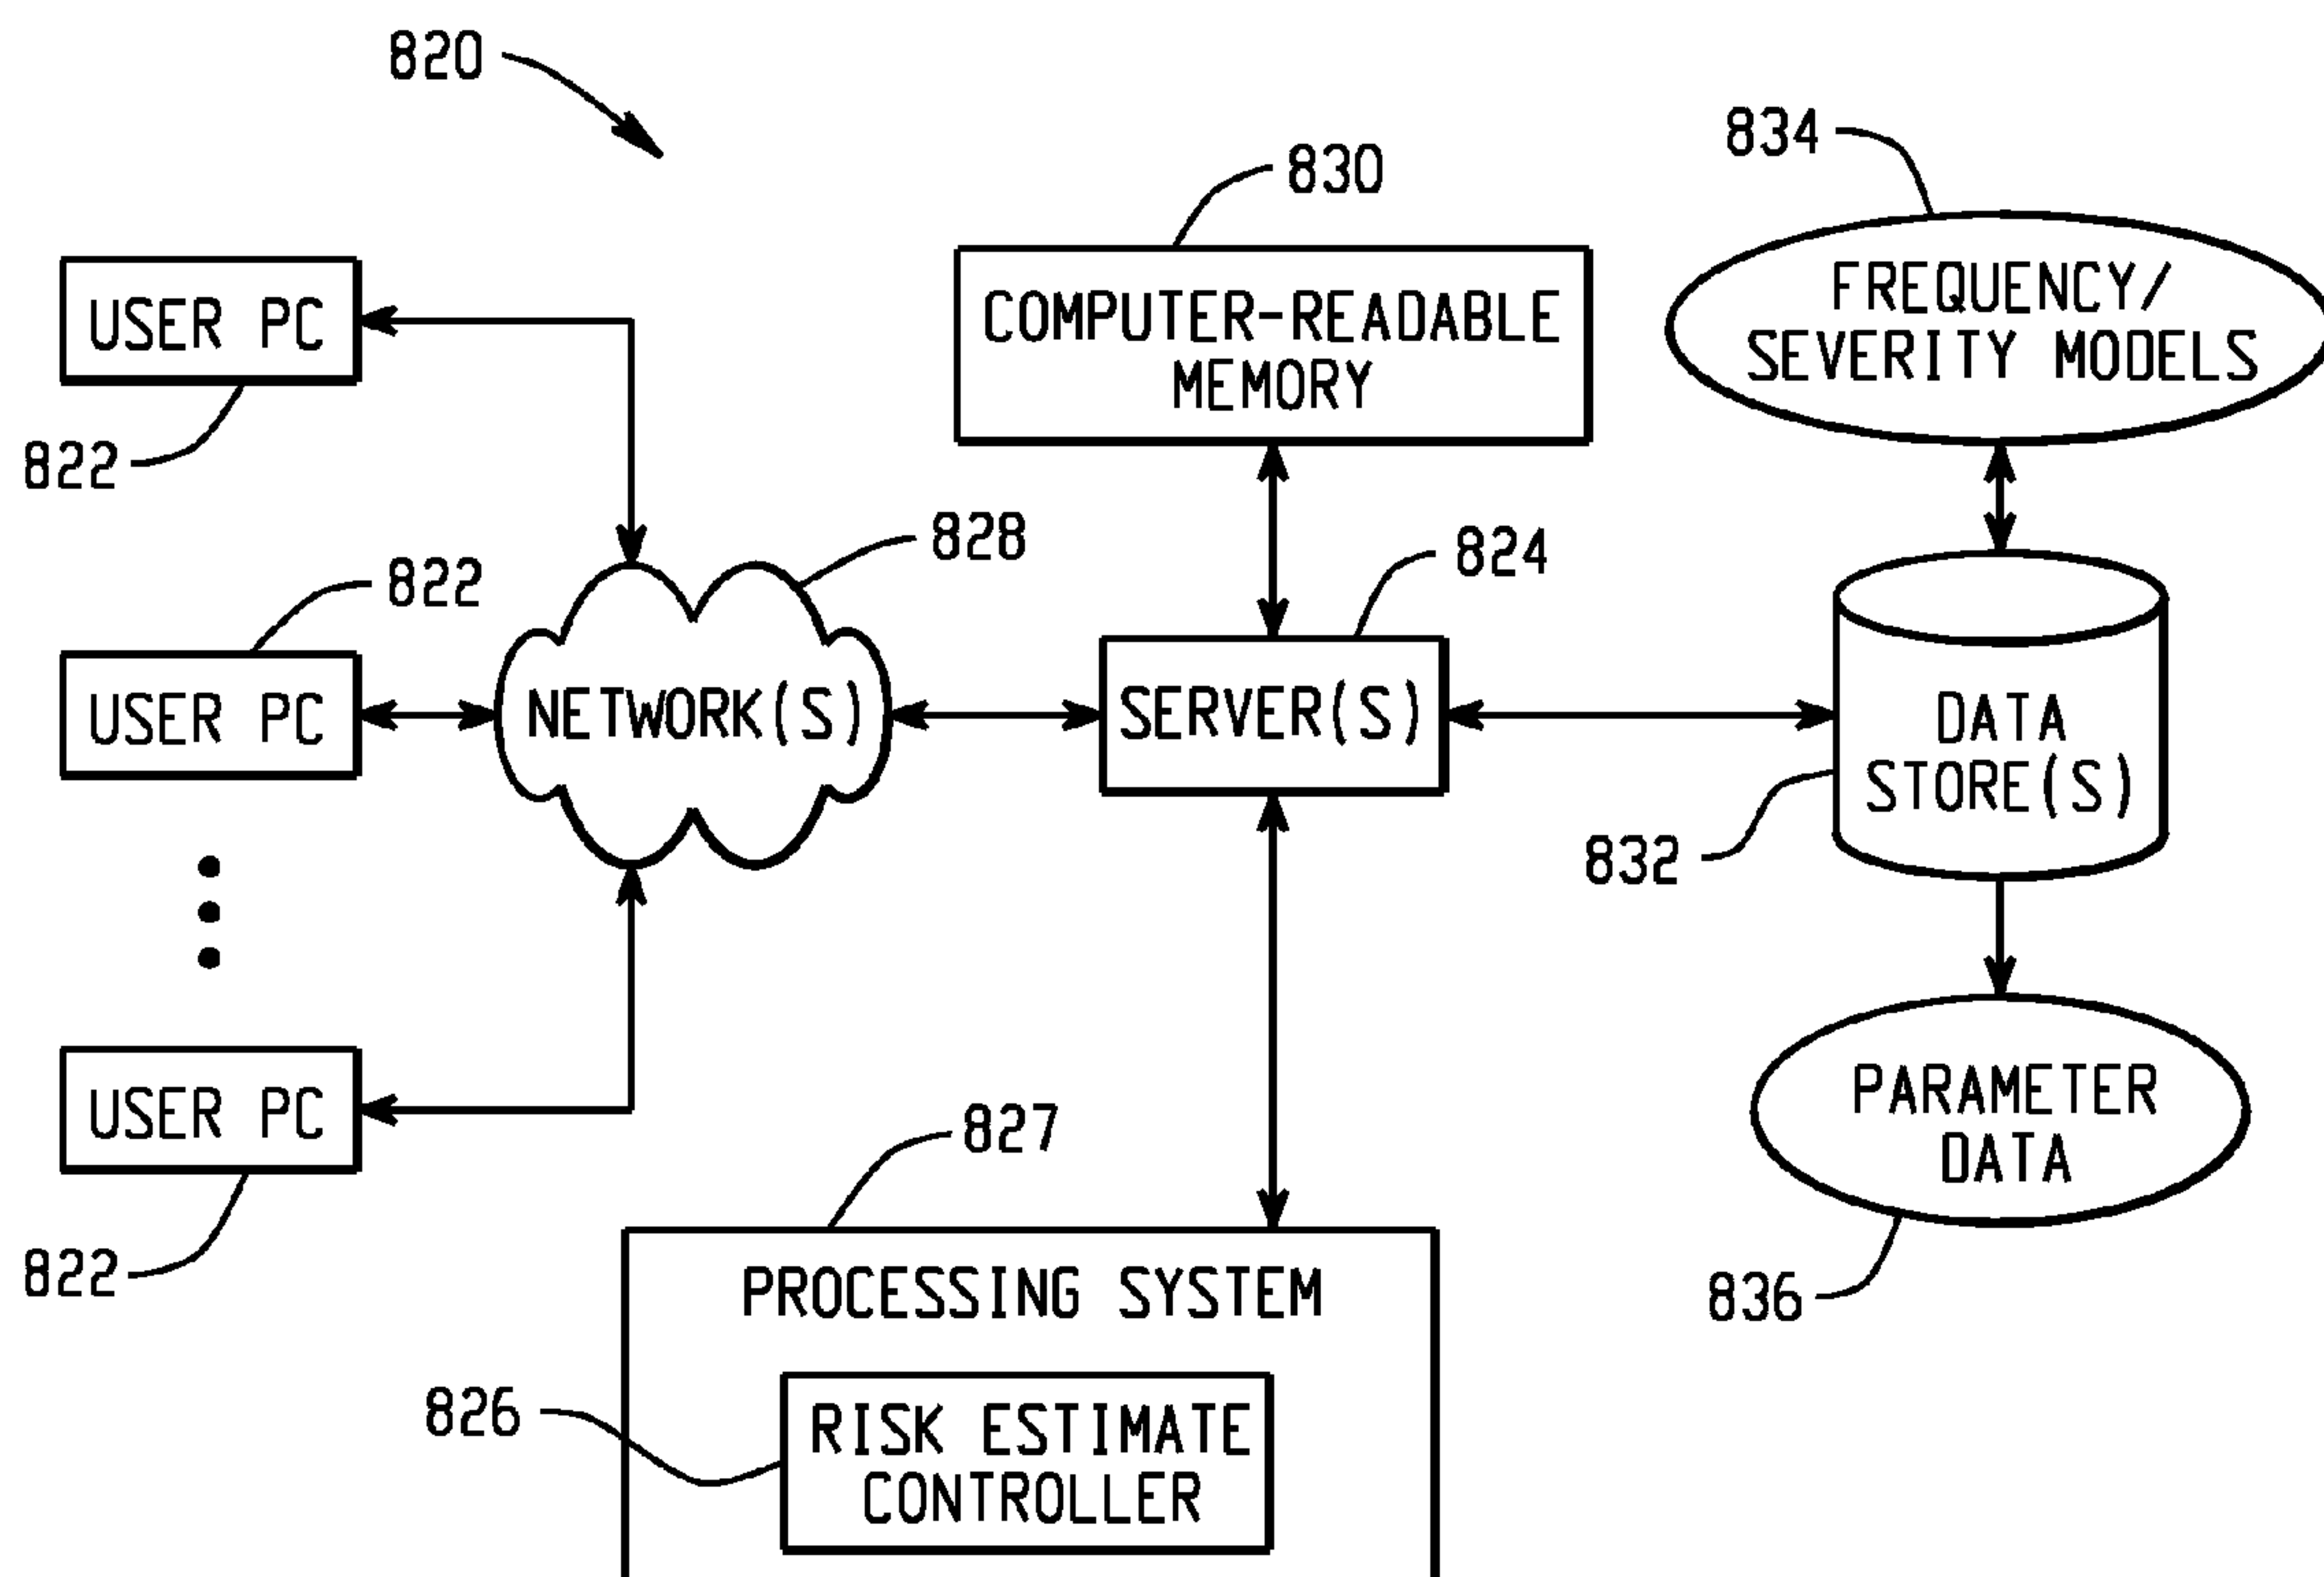 820
834
830
USER PC
COMPUTER-READABLE
MEMORY
FREQUENCY/
SEVERITY MODELS
822
828
824
822
USER PC
NETWORK(S)
SERVER(S)
DATA
STORE(S)
832
USER PC
827
PARAMETER
DATA
822
PROCESSING SYSTEM
836
826
RISK ESTIMATE
CONTROLLER